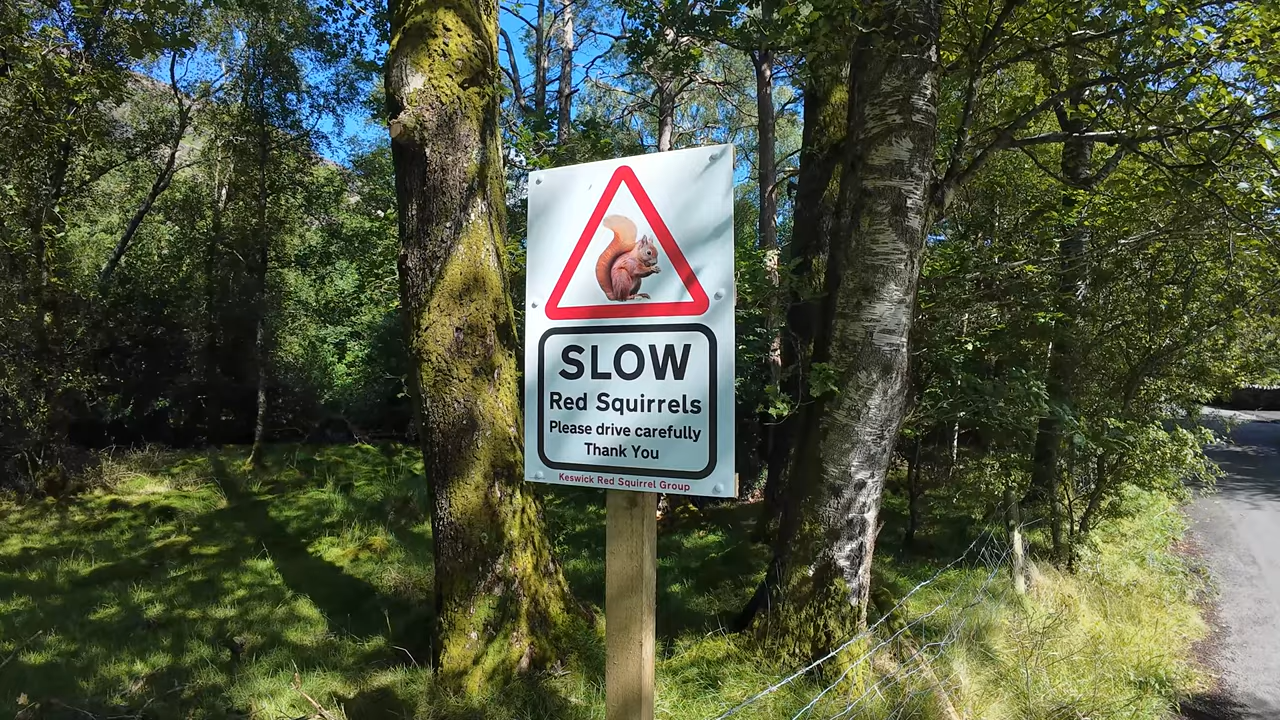 SLOW
Red Squirrels
Please drive carefully
Thank You
Keswick Red Squirrel Group